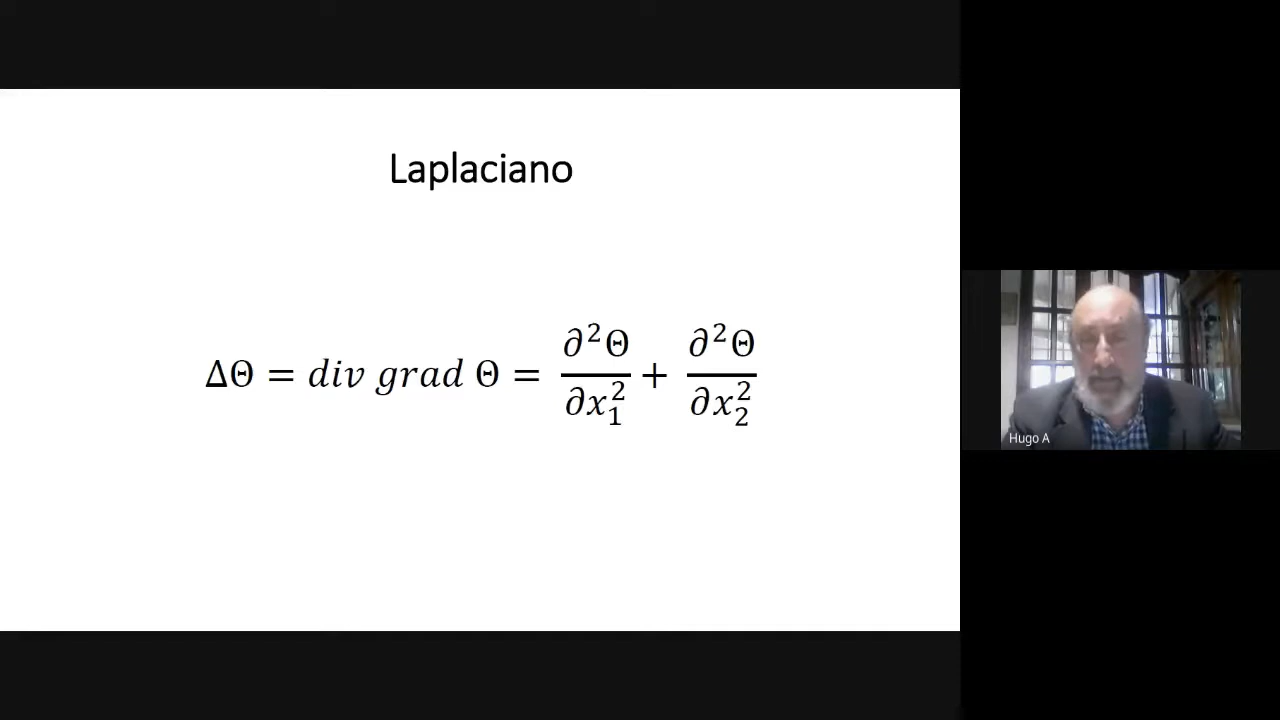 Laplaciano
ΔΘ = div grad Θ = ∂²Θ/∂x₁² + ∂²Θ/∂x₂²
Hugo A